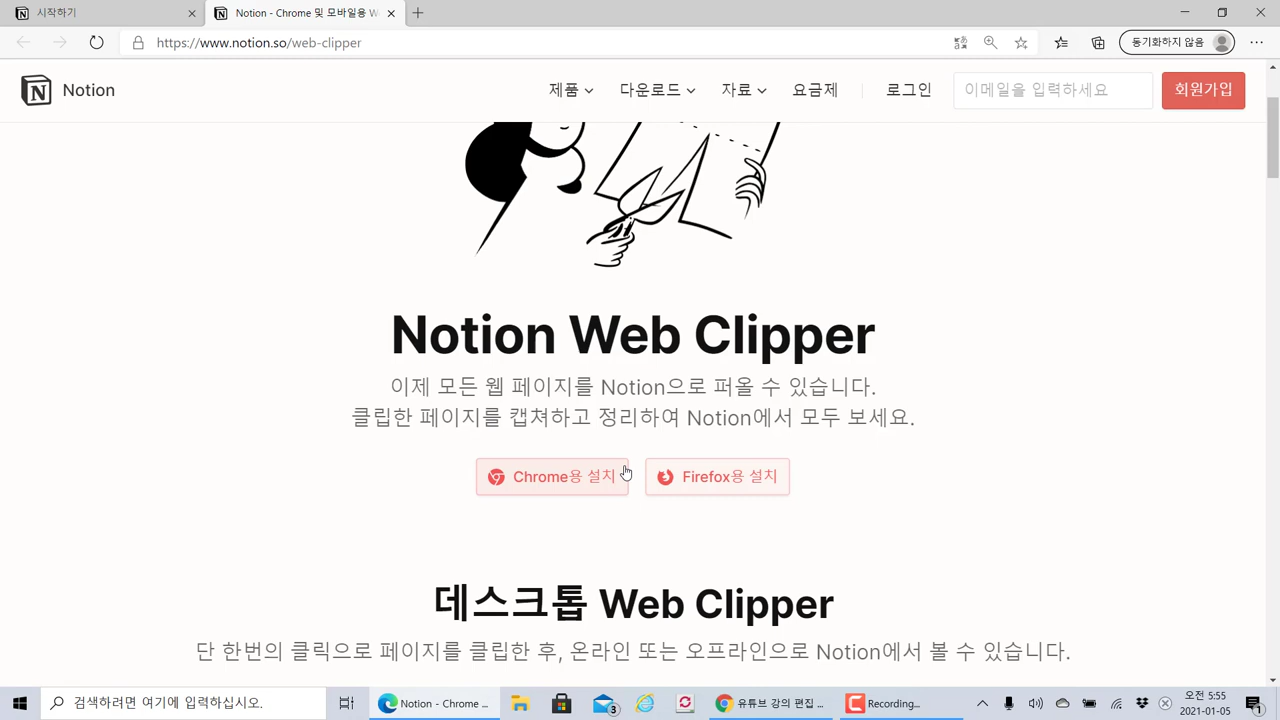 시작하기
Notion - Chrome 및 모바일용 W
https://www.notion.so/web-clipper
동기화하지 않음
Notion
제품
다운로드
자료
요금제
로그인
이메일을 입력하세요
회원가입
Notion Web Clipper
이제 모든 웹 페이지를 Notion으로 퍼올 수 있습니다.
클립한 페이지를 캡쳐하고 정리하여 Notion에서 모두 보세요.
Chrome용 설치
Firefox용 설치
데스크톱 Web Clipper
단 한번의 클릭으로 페이지를 클립한 후, 온라인 또는 오프라인으로 Notion에서 볼 수 있습니다.
검색하려면 여기에 입력하십시오.
Notion - Chrome ...
3
유튜브 강의 편집 ...
Recording...
오전 5:55
2021-01-05
1